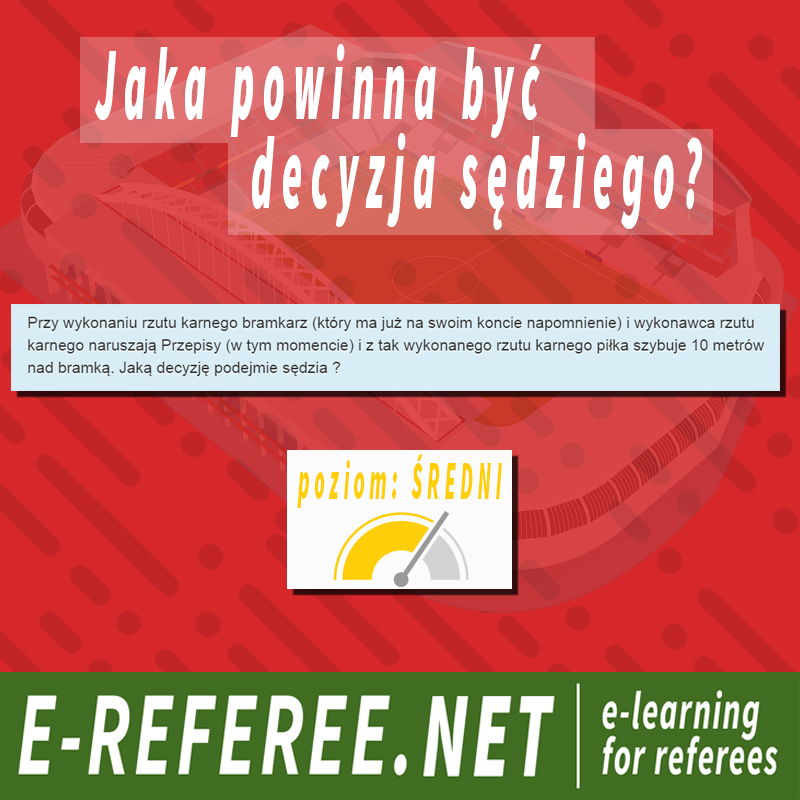 Jaka powinna być
decyzja sędziego?
Przy wykonaniu rzutu karnego bramkarz (który ma już na swoim koncie napomnienie) i wykonawca rzutu
karnego naruszają Przepisy (w tym momencie) i z tak wykonanego rzutu karnego piłka szybuje 10 metrów
nad bramką. Jaką decyzję podejmie sędzia ?
poziom: ŚREDNI
E-REFEREE.NET
e-learning
for referees